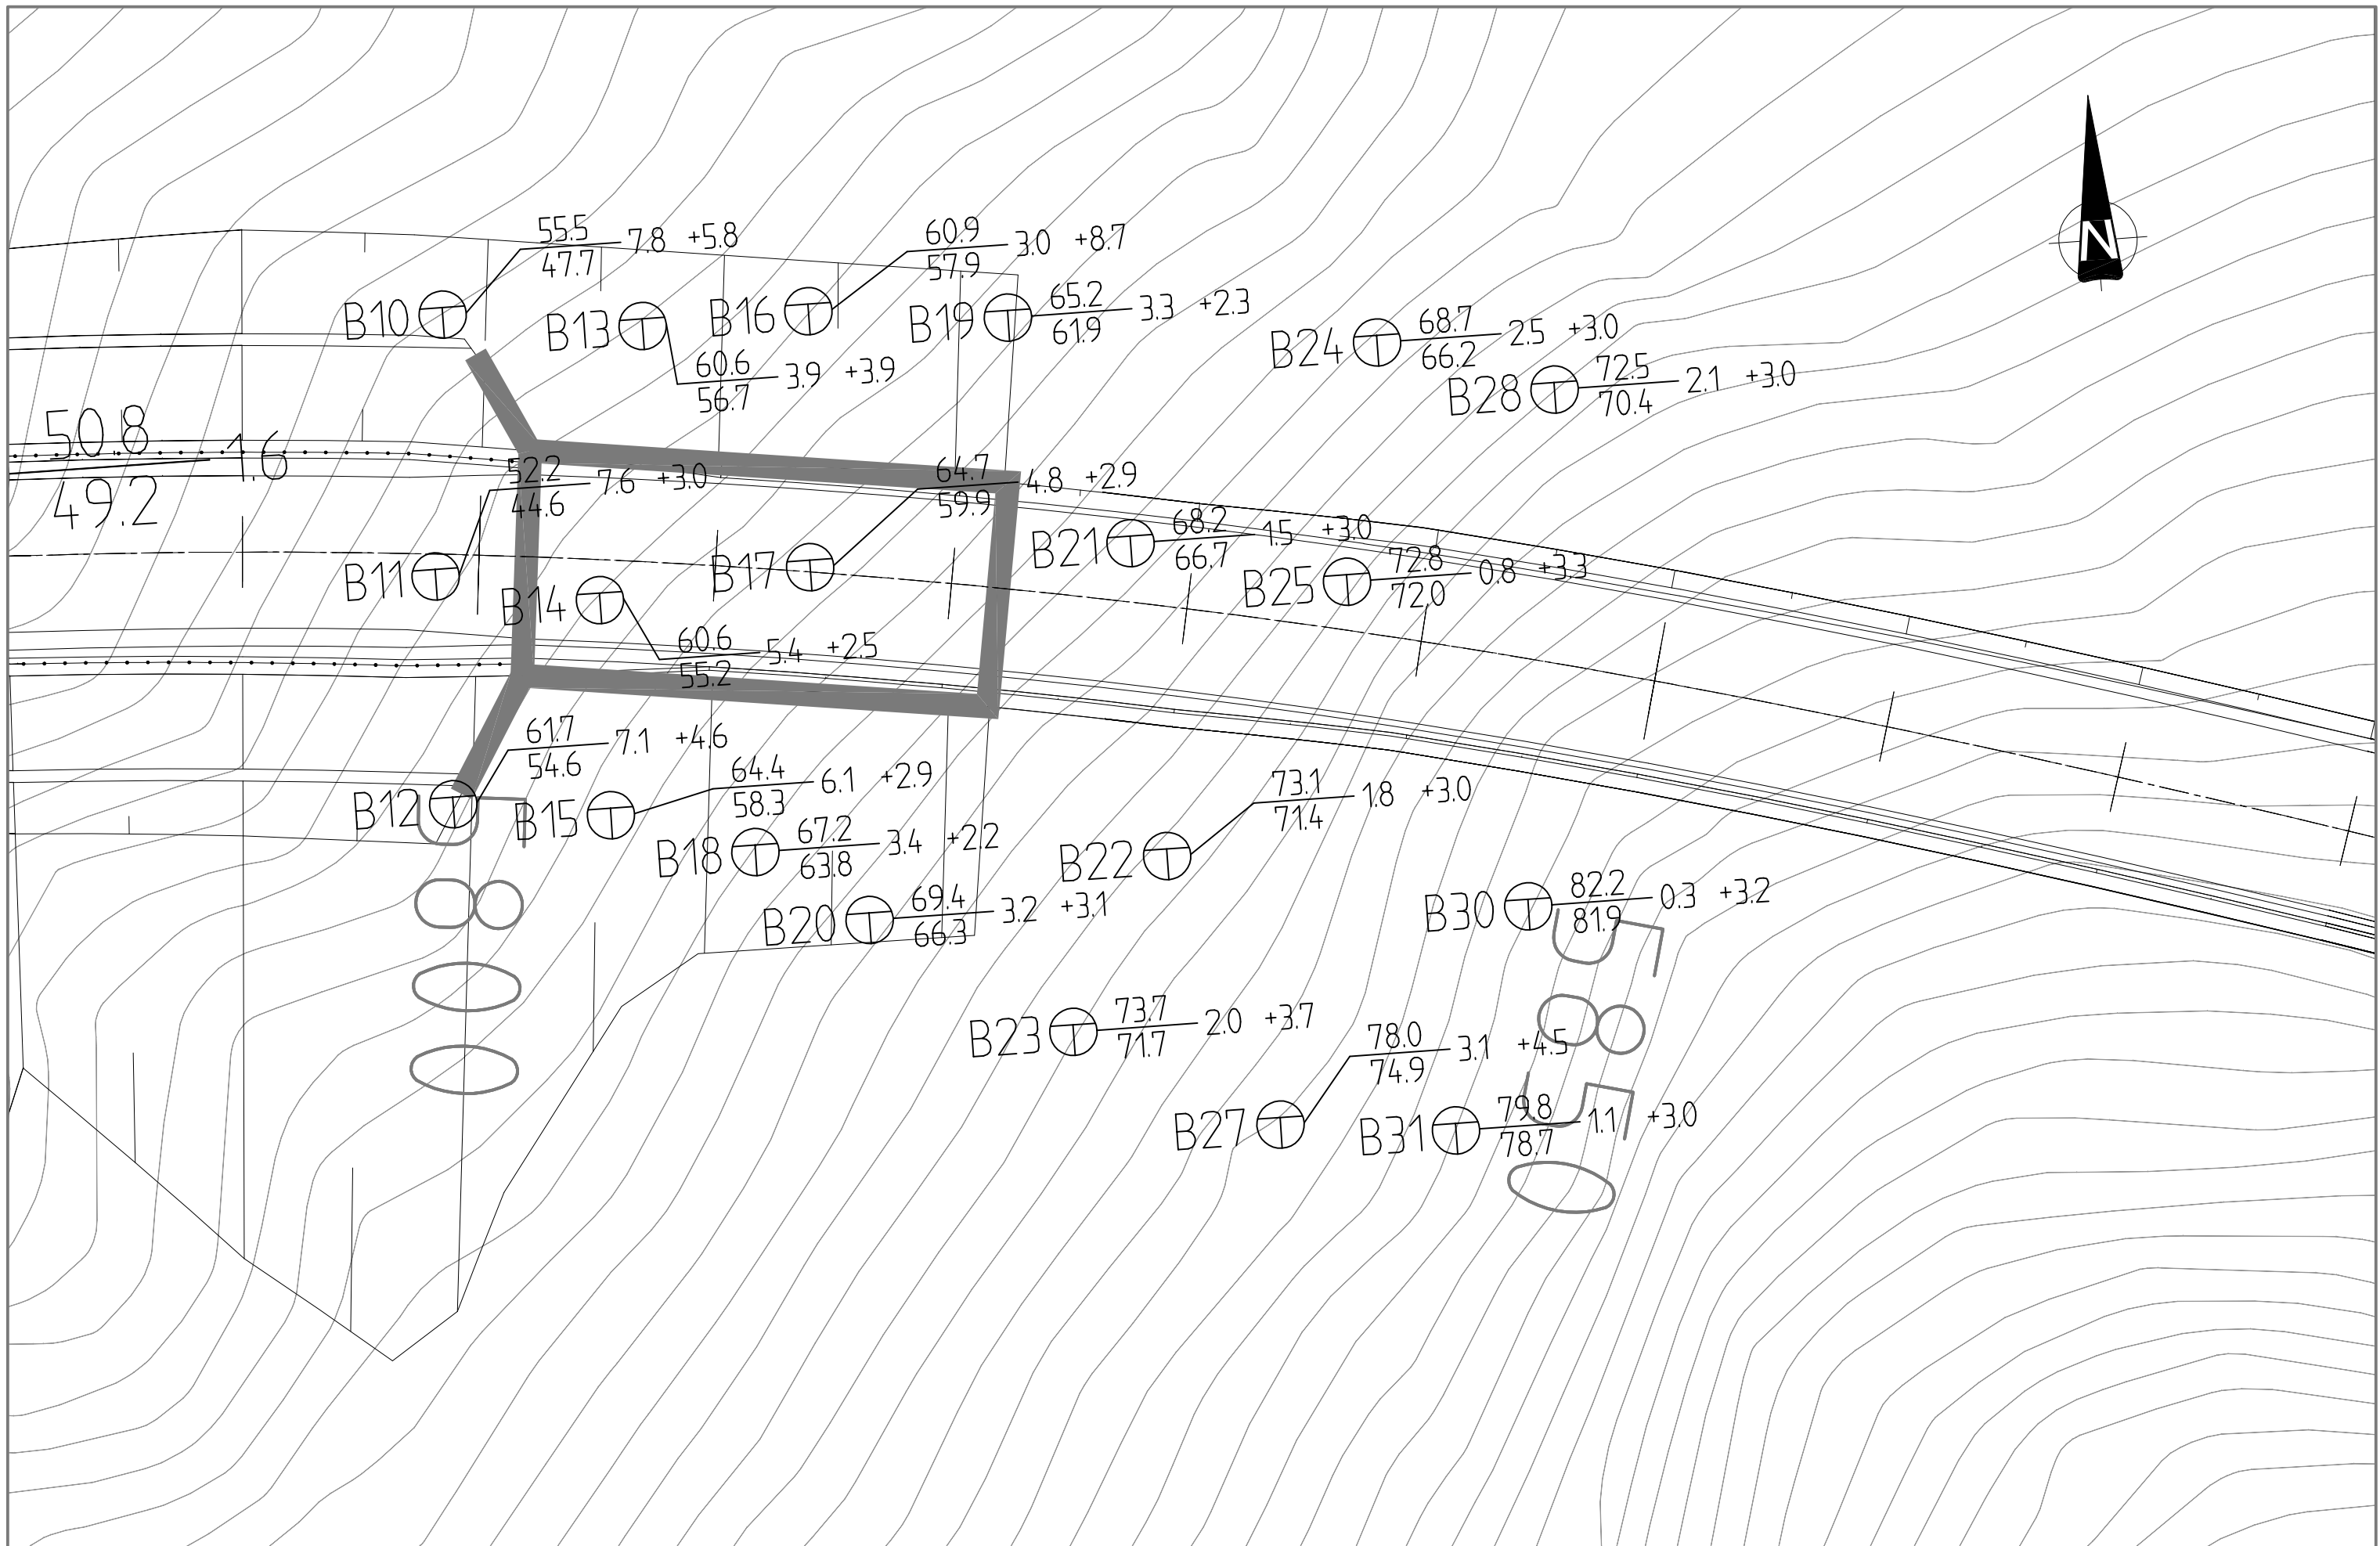 N
B10 55.5 7.8 +5.8
47.7
B13 60.6 3.9 +3.9
56.7
B16 60.9 3.0 +8.7
57.9
B19 65.2 3.3 +2.3
61.9
B24 68.7 2.5 +3.0
66.2
B28 72.5 2.1 +3.0
70.4
50.8 1.6
49.2
B11 52.2 7.6 +3.0
44.6
B14 60.6 5.4 +2.5
55.2
B17 64.7 4.8 +2.9
59.9
B21 68.2 1.5 +3.0
66.7
B25 72.8 0.8 +3.3
72.0
B12 61.7 7.1 +4.6
54.6
B15 64.4 6.1 +2.9
58.3
B18 67.2 3.4 +2.2
63.8
B20 69.4 3.2 +3.1
66.3
B22 73.1 1.8 +3.0
71.4
B30 82.2 0.3 +3.2
81.9
B23 73.7 2.0 +3.7
71.7
B27 78.0 3.1 +4.5
74.9
B31 79.8 1.1 +3.0
78.7